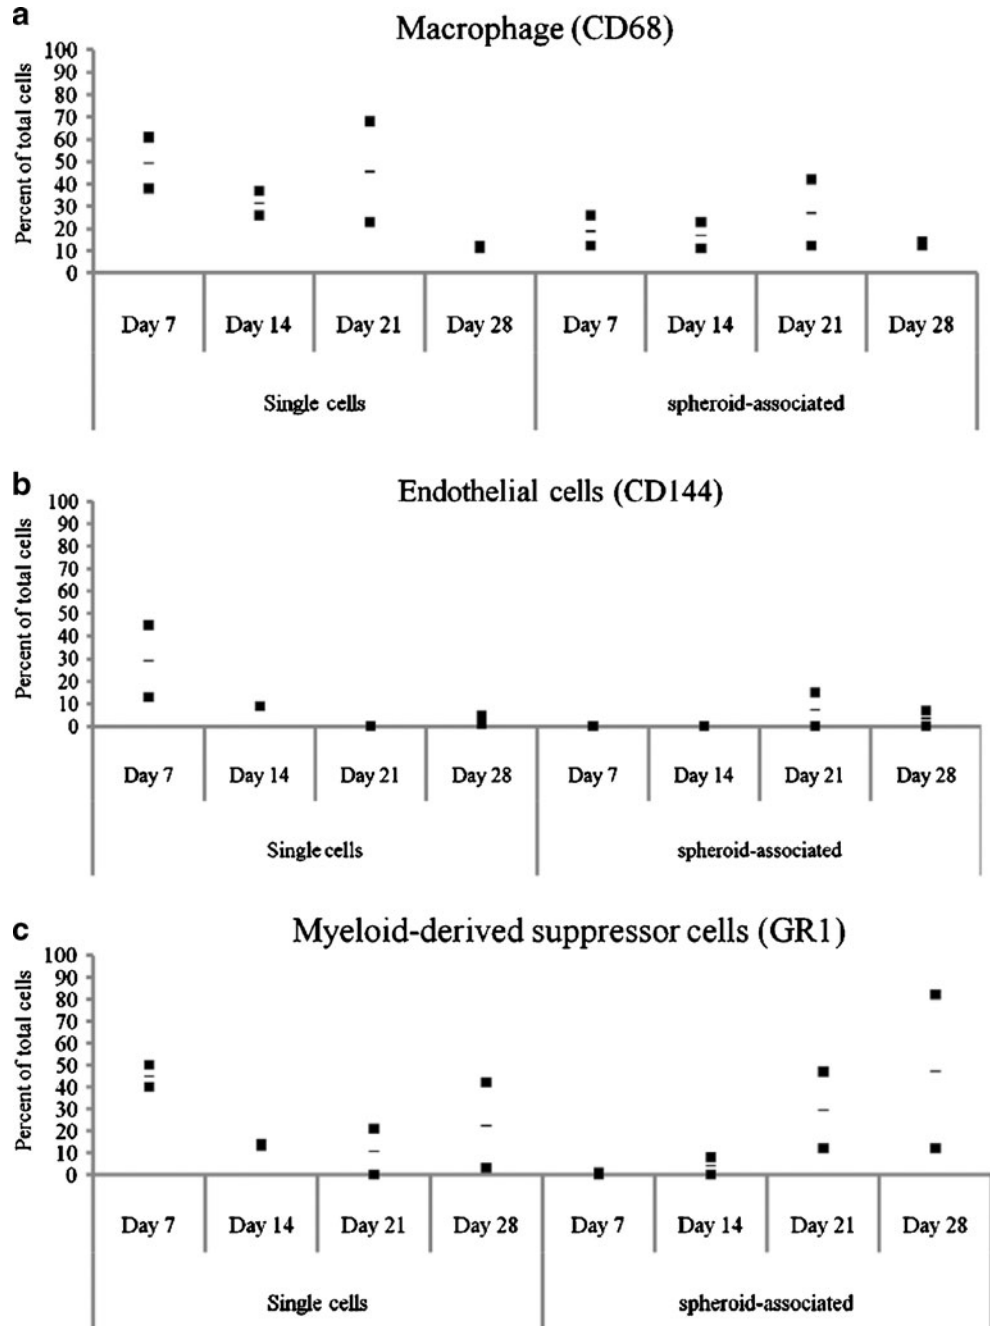 a
Macrophage (CD68)
Percent of total cells
100
90
80
70
60
50
40
30
20
10
0
Day 7 Day 14 Day 21 Day 28 Day 7 Day 14 Day 21 Day 28
Single cells spheroid-associated
b
Endothelial cells (CD144)
Percent of total cells
100
90
80
70
60
50
40
30
20
10
0
Day 7 Day 14 Day 21 Day 28 Day 7 Day 14 Day 21 Day 28
Single cells spheroid-associated
c
Myeloid-derived suppressor cells (GR1)
Percent of total cells
100
90
80
70
60
50
40
30
20
10
0
Day 7 Day 14 Day 21 Day 28 Day 7 Day 14 Day 21 Day 28
Single cells spheroid-associated